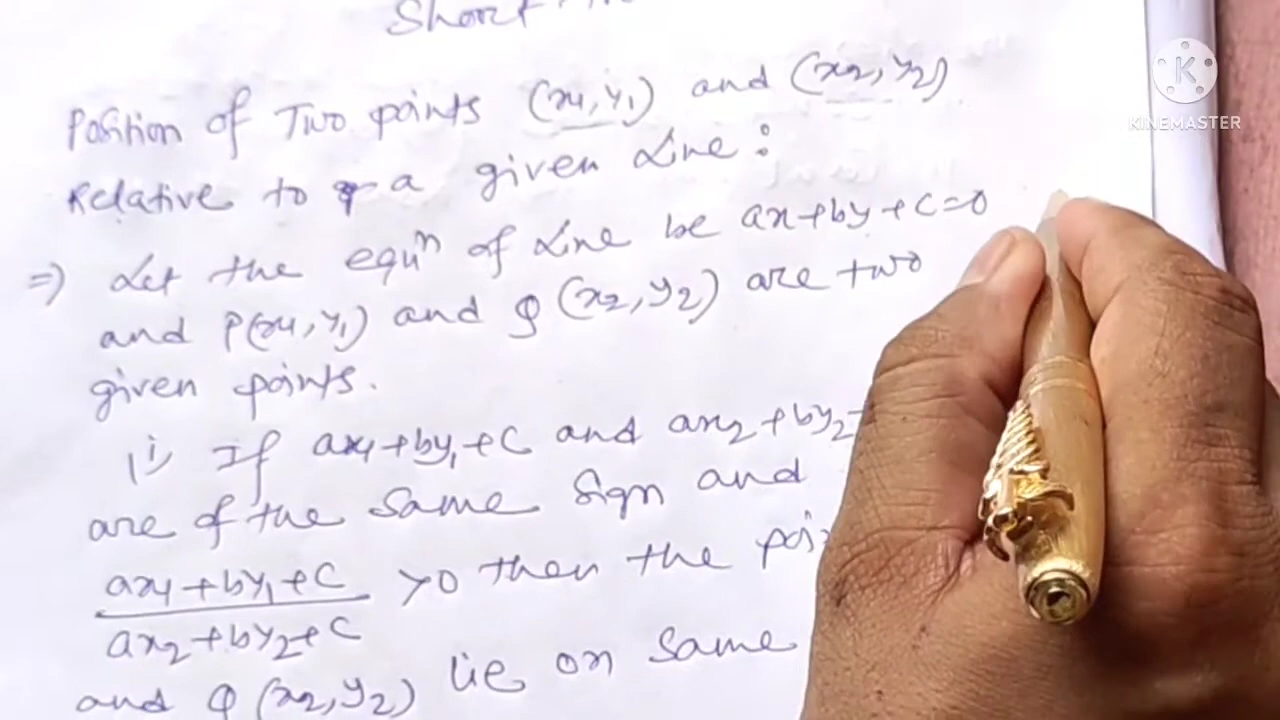 Short
Position of Two points (x1, y1) and (x2, y2)
Relative to a given Line:
⇒ Let the equⁿ of Line be ax+by+c=0
and P(x1, y1) and Q (x2, y2) are two
given points.
(i) If ax1+by1+c and ax2+by2+
are of the same sign and
ax1+by1+c
ax2+by2+c
>0 then the poi
and Q (x2, y2) lie on same
K
KINEMASTER